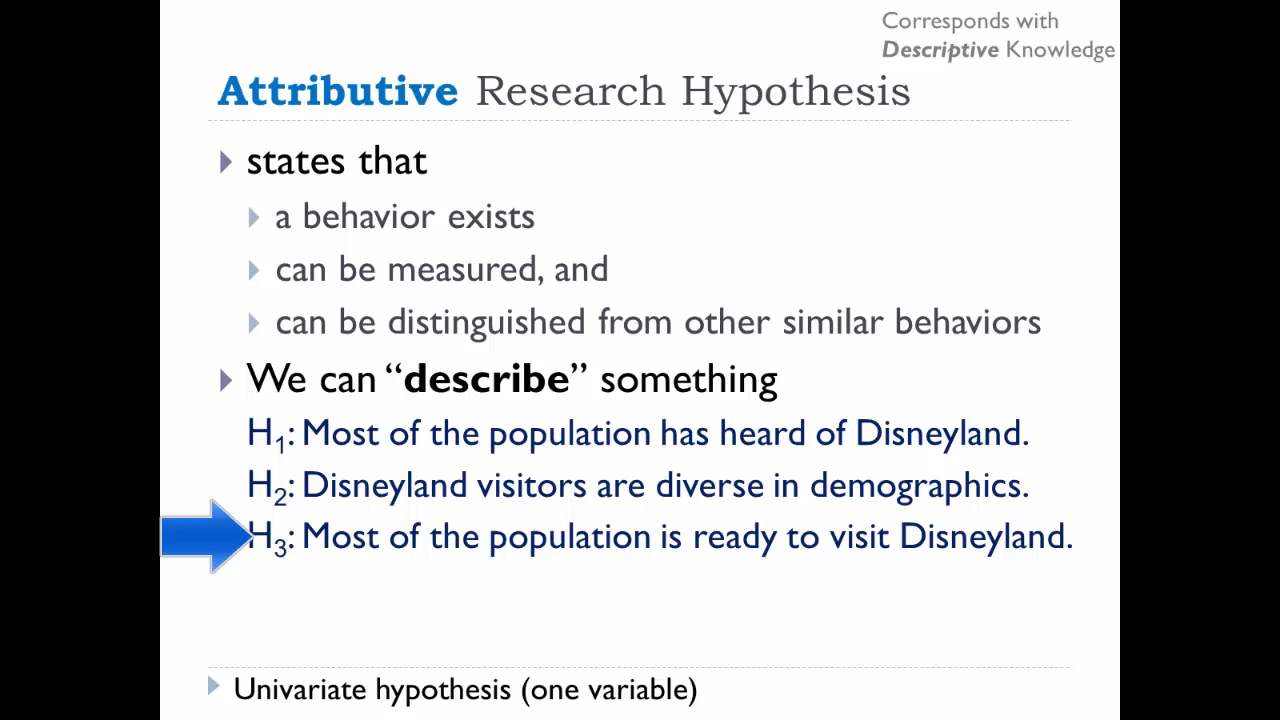 Corresponds with
Descriptive Knowledge
Attributive Research Hypothesis
states that
a behavior exists
can be measured, and
can be distinguished from other similar behaviors
We can “describe” something
H₁: Most of the population has heard of Disneyland.
H₂: Disneyland visitors are diverse in demographics.
H₃: Most of the population is ready to visit Disneyland.
Univariate hypothesis (one variable)